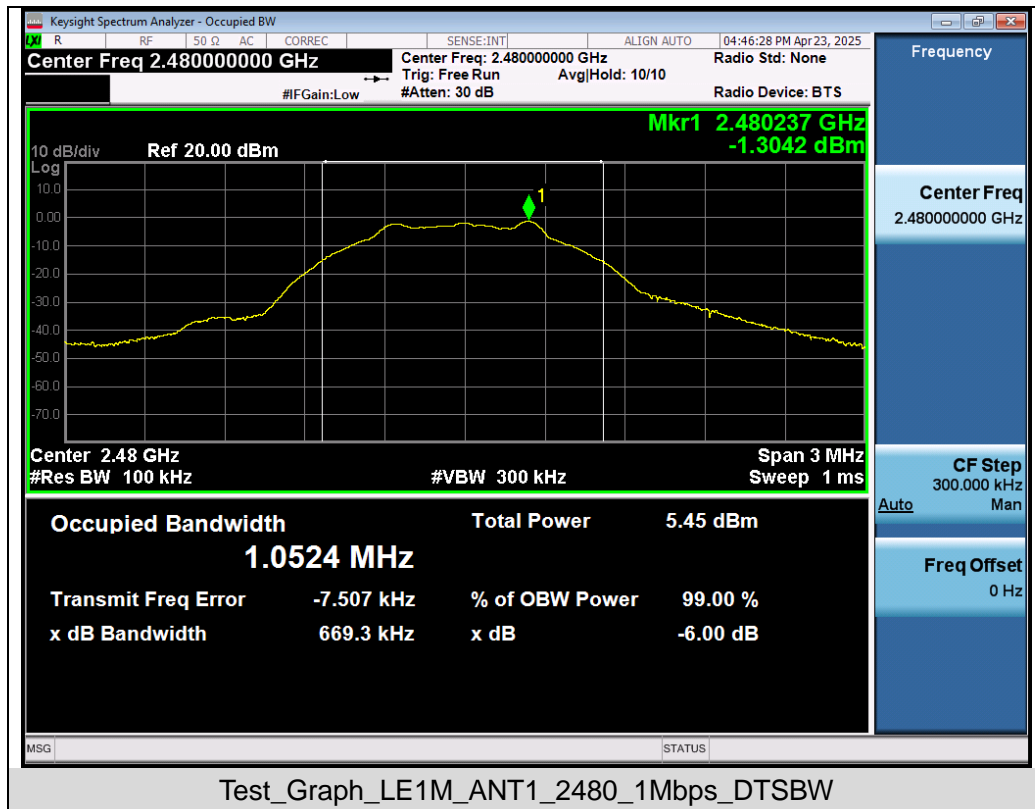 Keysight Spectrum Analyzer - Occupied BW
LXI R RF 50 Ω AC CORREC SENSE:INT ALIGN AUTO 04:46:28 PM Apr 23, 2025
Center Freq 2.480000000 GHz
Center Freq: 2.480000000 GHz
Radio Std: None
Trig: Free Run Avg|Hold: 10/10
#IFGain:Low
#Atten: 30 dB
Radio Device: BTS
Mkr1 2.480237 GHz
-1.3042 dBm
10 dB/div Ref 20.00 dBm
Log
10.0
0.00
-10.0
-20.0
-30.0
-40.0
-50.0
-60.0
-70.0
1
Center 2.48 GHz Span 3 MHz
#Res BW 100 kHz #VBW 300 kHz Sweep 1 ms
Occupied Bandwidth Total Power 5.45 dBm
1.0524 MHz
Transmit Freq Error -7.507 kHz % of OBW Power 99.00 %
x dB Bandwidth 669.3 kHz x dB -6.00 dB
Frequency
Center Freq
2.480000000 GHz
CF Step
300.000 kHz
Auto Man
Freq Offset
0 Hz
MSG STATUS
Test_Graph_LE1M_ANT1_2480_1Mbps_DTSBW